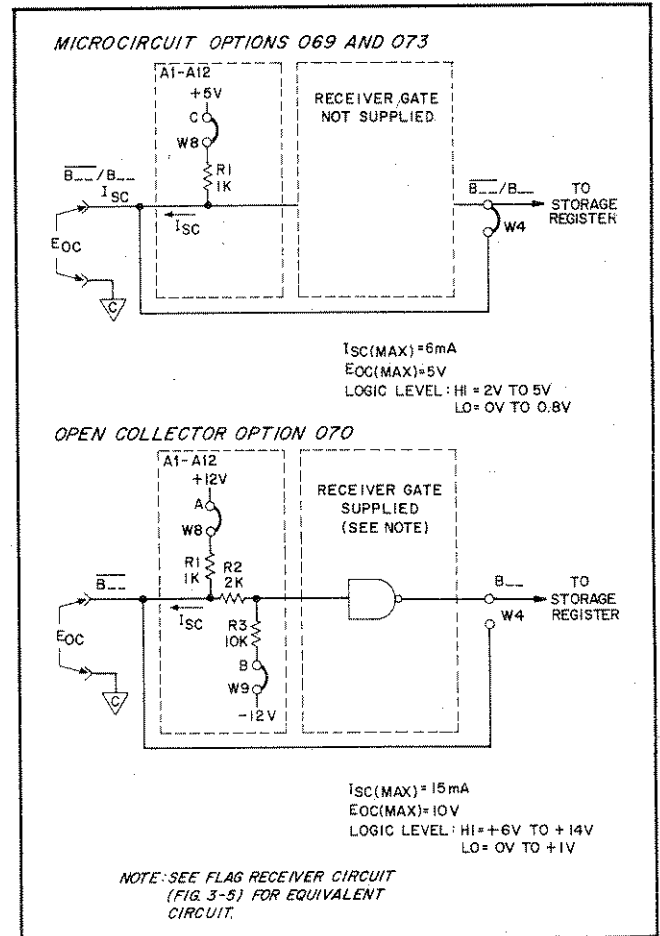 MICROCIRCUIT OPTIONS 069 AND 073
A1-A12
+5V
C
W8
R1
1K
RECEIVER GATE
NOT SUPPLIED
B__/B__
ISC
ISC
EOC
C
B__/B__
TO
STORAGE
REGISTER
W4
ISC(MAX)=6mA
EOC(MAX)=5V
LOGIC LEVEL: HI=2V TO 5V
LO=0V TO 0.8V
OPEN COLLECTOR OPTION 070
A1-A12
+12V
A
W8
R1
1K
R2
2K
R3
10K
B
W9
-12V
RECEIVER GATE
SUPPLIED
(SEE NOTE)
B__
ISC
EOC
C
B__
TO
STORAGE
REGISTER
W4
ISC(MAX)=15mA
EOC(MAX)=10V
LOGIC LEVEL: HI=+6V TO +14V
LO=0V TO +1V
NOTE: SEE FLAG RECEIVER CIRCUIT
(FIG. 3-5) FOR EQUIVALENT
CIRCUIT.